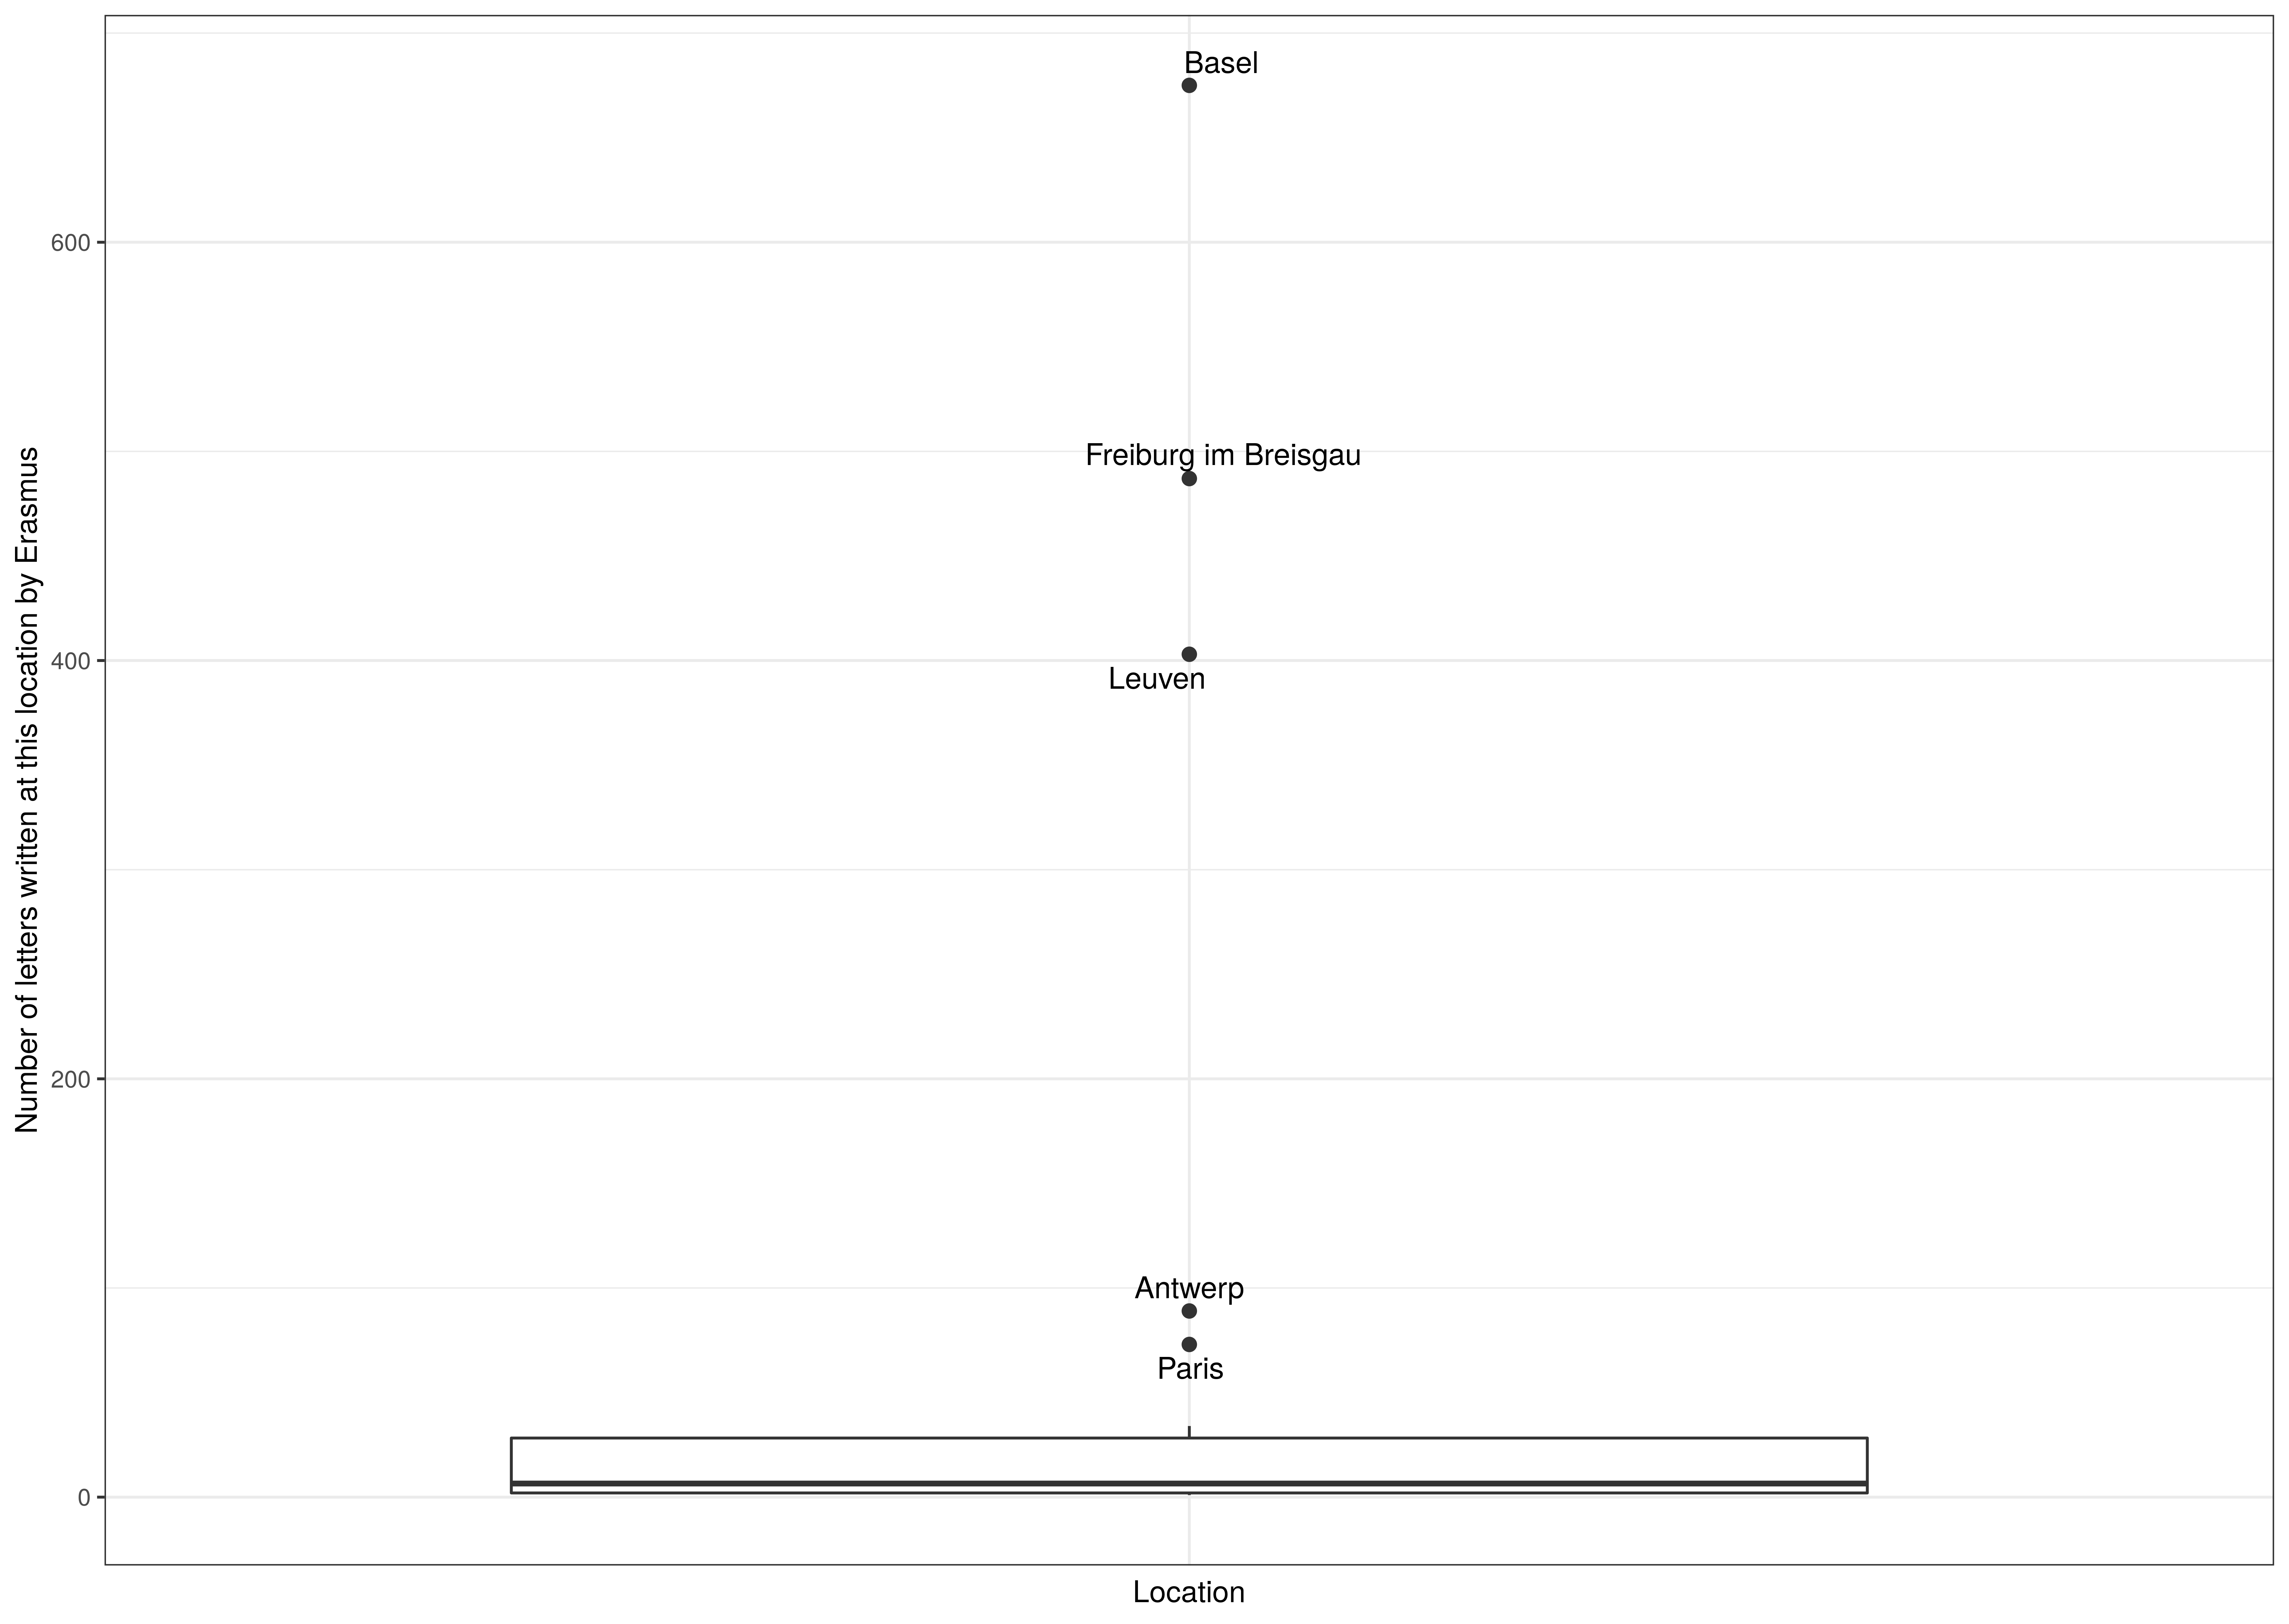 Number of letters written at this location by Erasmus
600
400
200
0
Basel
Freiburg im Breisgau
Leuven
Antwerp
Paris
Location